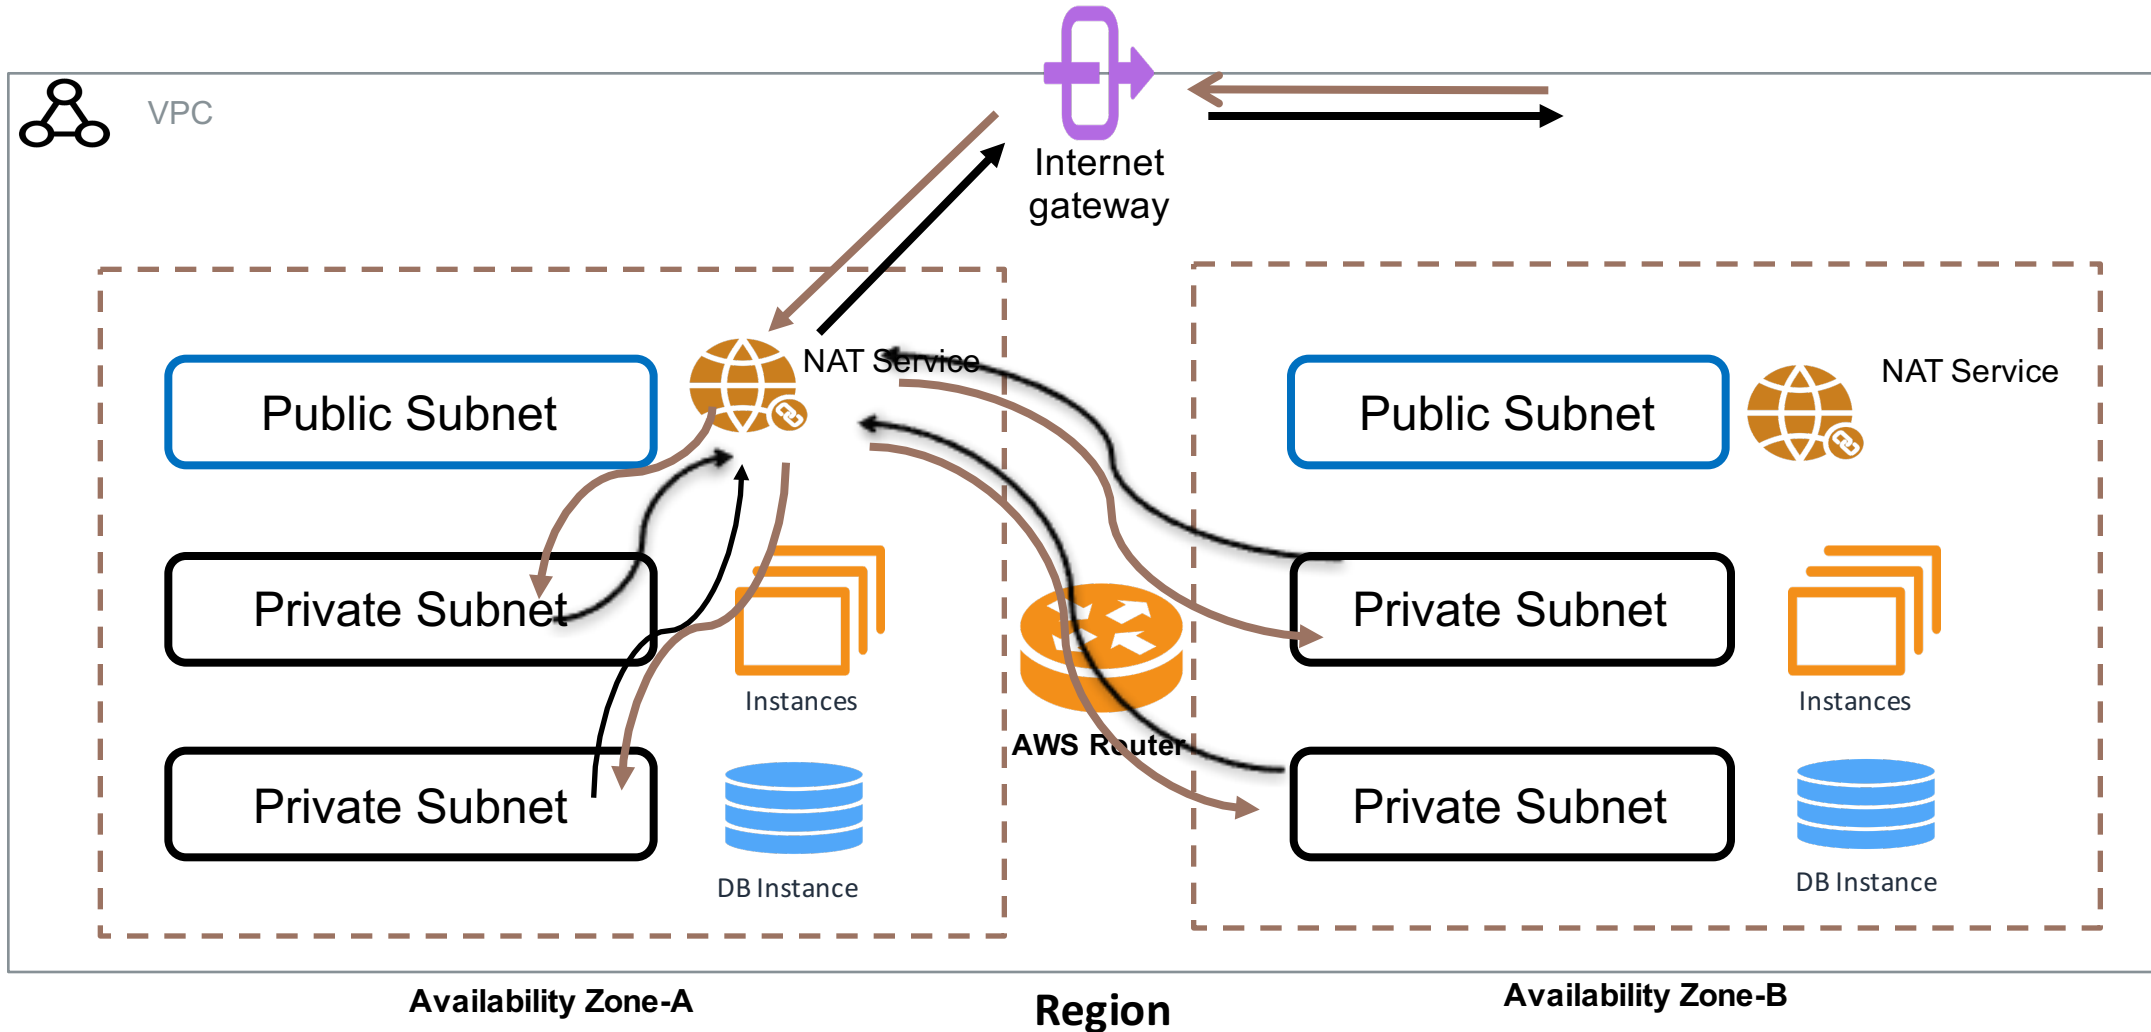 VPC
Internet
gateway
NAT Service
Public Subnet
Private Subnet
Instances
Private Subnet
DB Instance
AWS Router
Public Subnet
NAT Service
Private Subnet
Instances
Private Subnet
DB Instance
Availability Zone-A
Region
Availability Zone-B